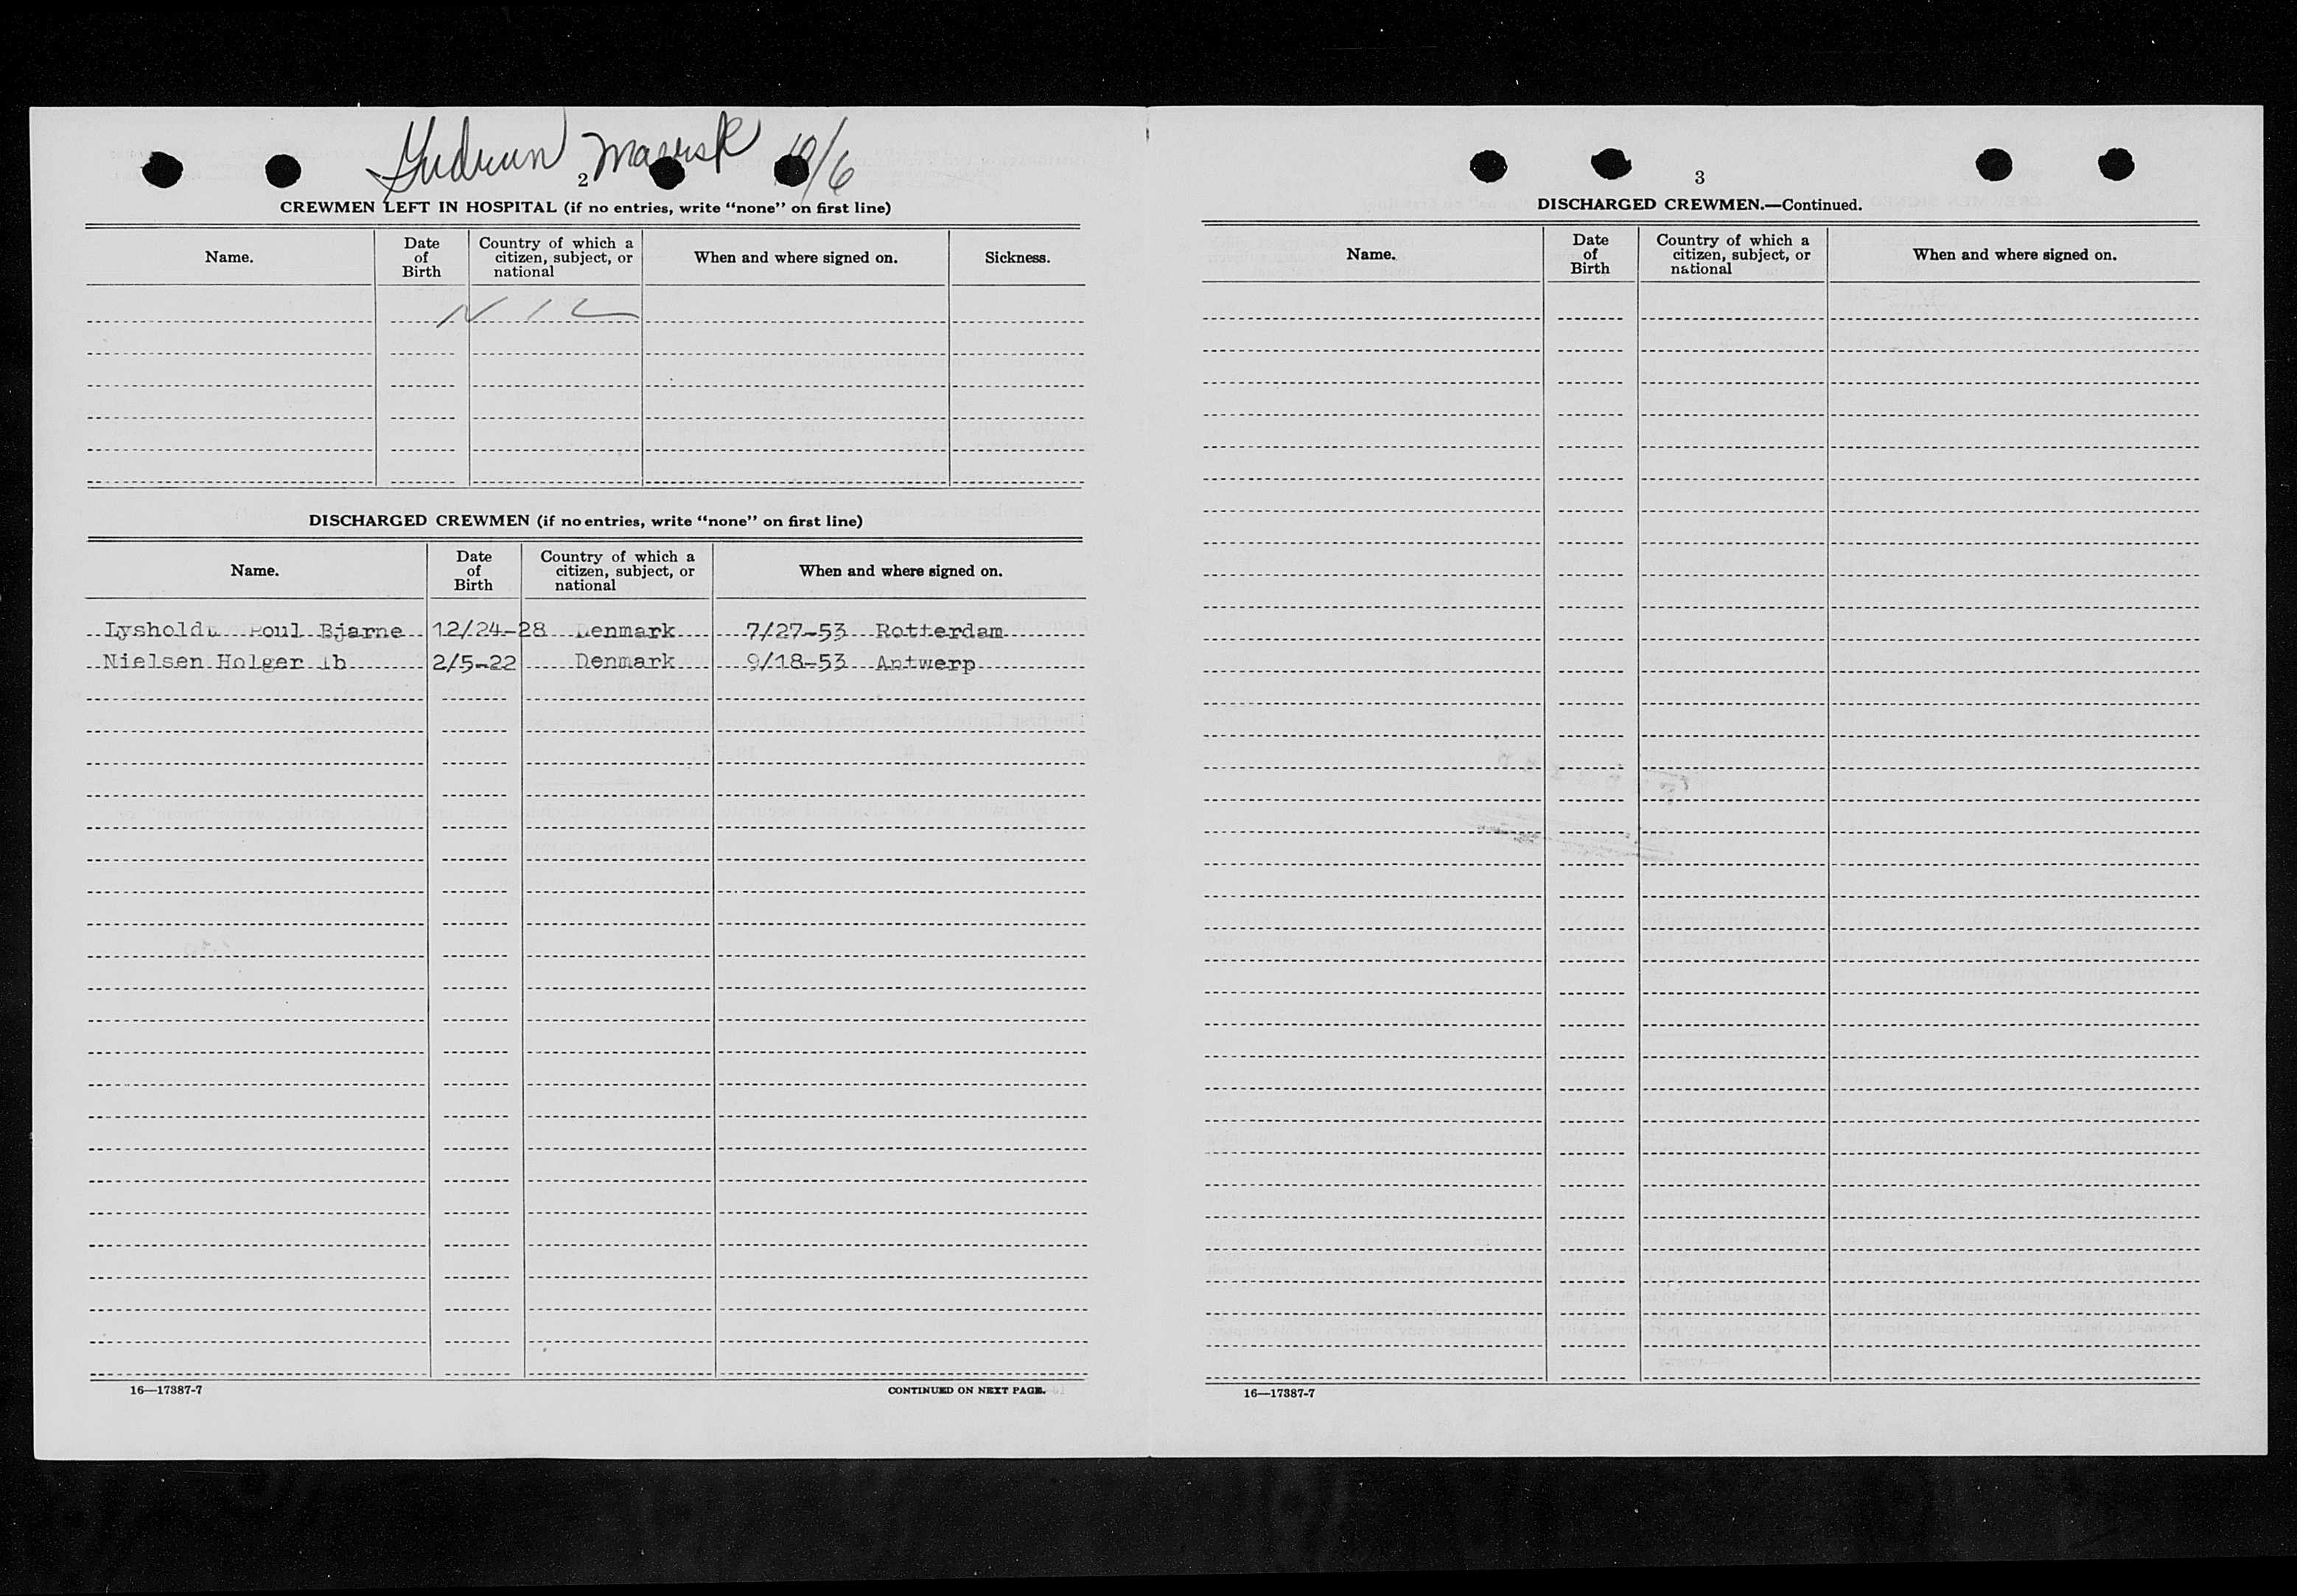 Gudrun Maersk 10/6
2
CREWMEN LEFT IN HOSPITAL (if no entries, write “none” on first line)
Name. Date of Birth Country of which a citizen, subject, or national When and where signed on. Sickness.
NIL
DISCHARGED CREWMEN (if no entries, write “none” on first line)
Name. Date of Birth Country of which a citizen, subject, or national When and where signed on.
Lysholdt Poul Bjarne 12/24-28 Denmark 7/27-53 Rotterdam
Nielsen Holger Ib 2/5-22 Denmark 9/18-53 Antwerp
16—17387-7 CONTINUED ON NEXT PAGE.
3
DISCHARGED CREWMEN.—Continued.
Name. Date of Birth Country of which a citizen, subject, or national When and where signed on.
16—17387-7